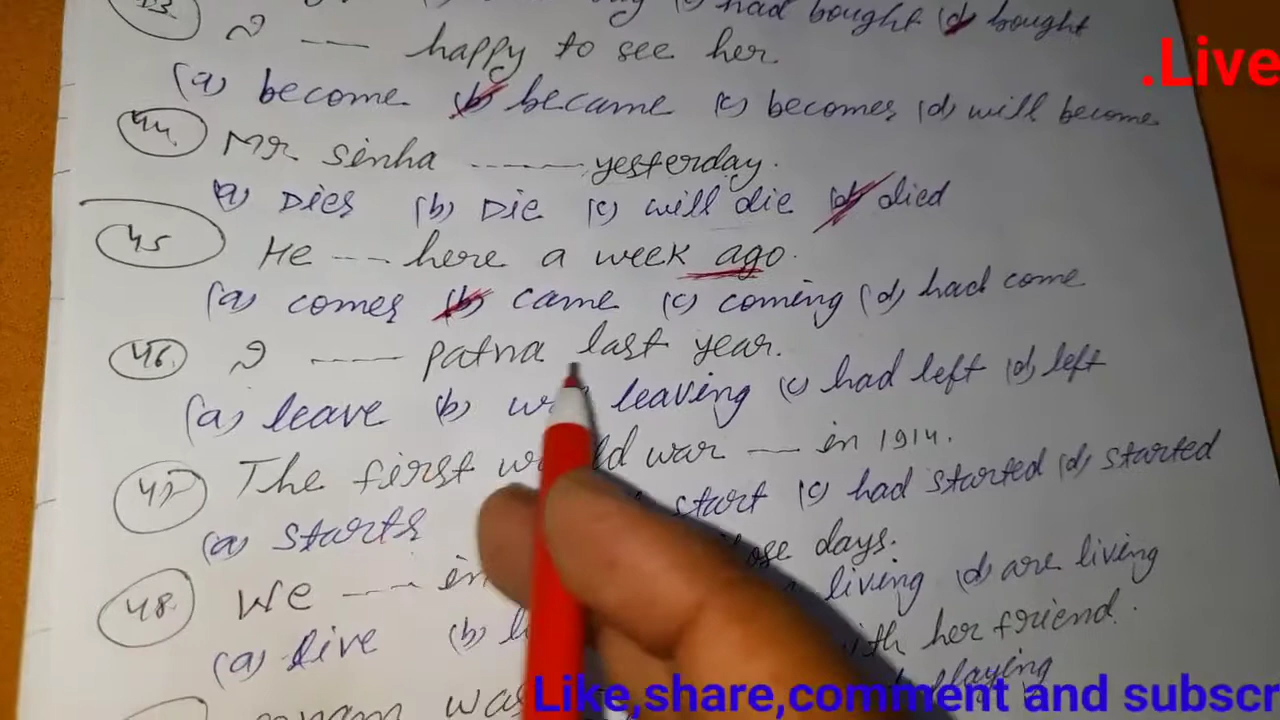 had bought (d) bought
I ---- happy to see her
.Live
(a) become (b) became (c) becomes (d) will become
44. Mr Sinha ------ yesterday.
(a) Dies (b) Die (c) will die (d) died
45 He --- here a week ago.
(a) comes (b) came (c) coming (d) had come
46. I ---- Patna last year.
(a) leave (b) leaving (c) had left (d) left
47. The first war --- in 1914.
(a) starts start (c) had started (d) started
48. We --- in days.
(a) live (b) living (d) are living
was with her friend.
playing
Like,share,comment and subscr